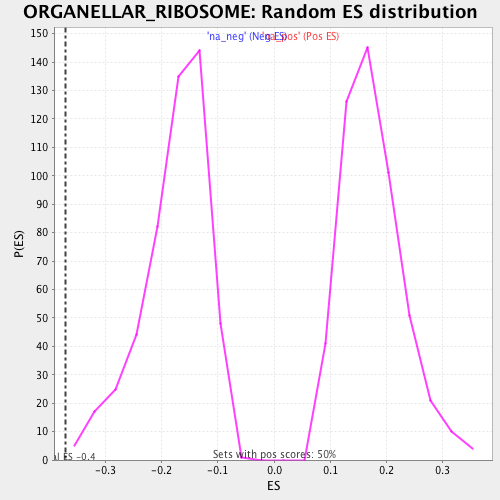 ORGANELLAR_RIBOSOME: Random ES distribution
'na_neg' (Neg ES) 'na_pos' (Pos ES)
150
140
130
120
110
100
90
80
70
60
50
40
30
20
10
0
P(ES)
ES -0.4
Sets with pos scores: 50%
-0.3 -0.2 -0.1 0.0 0.1 0.2 0.3
ES